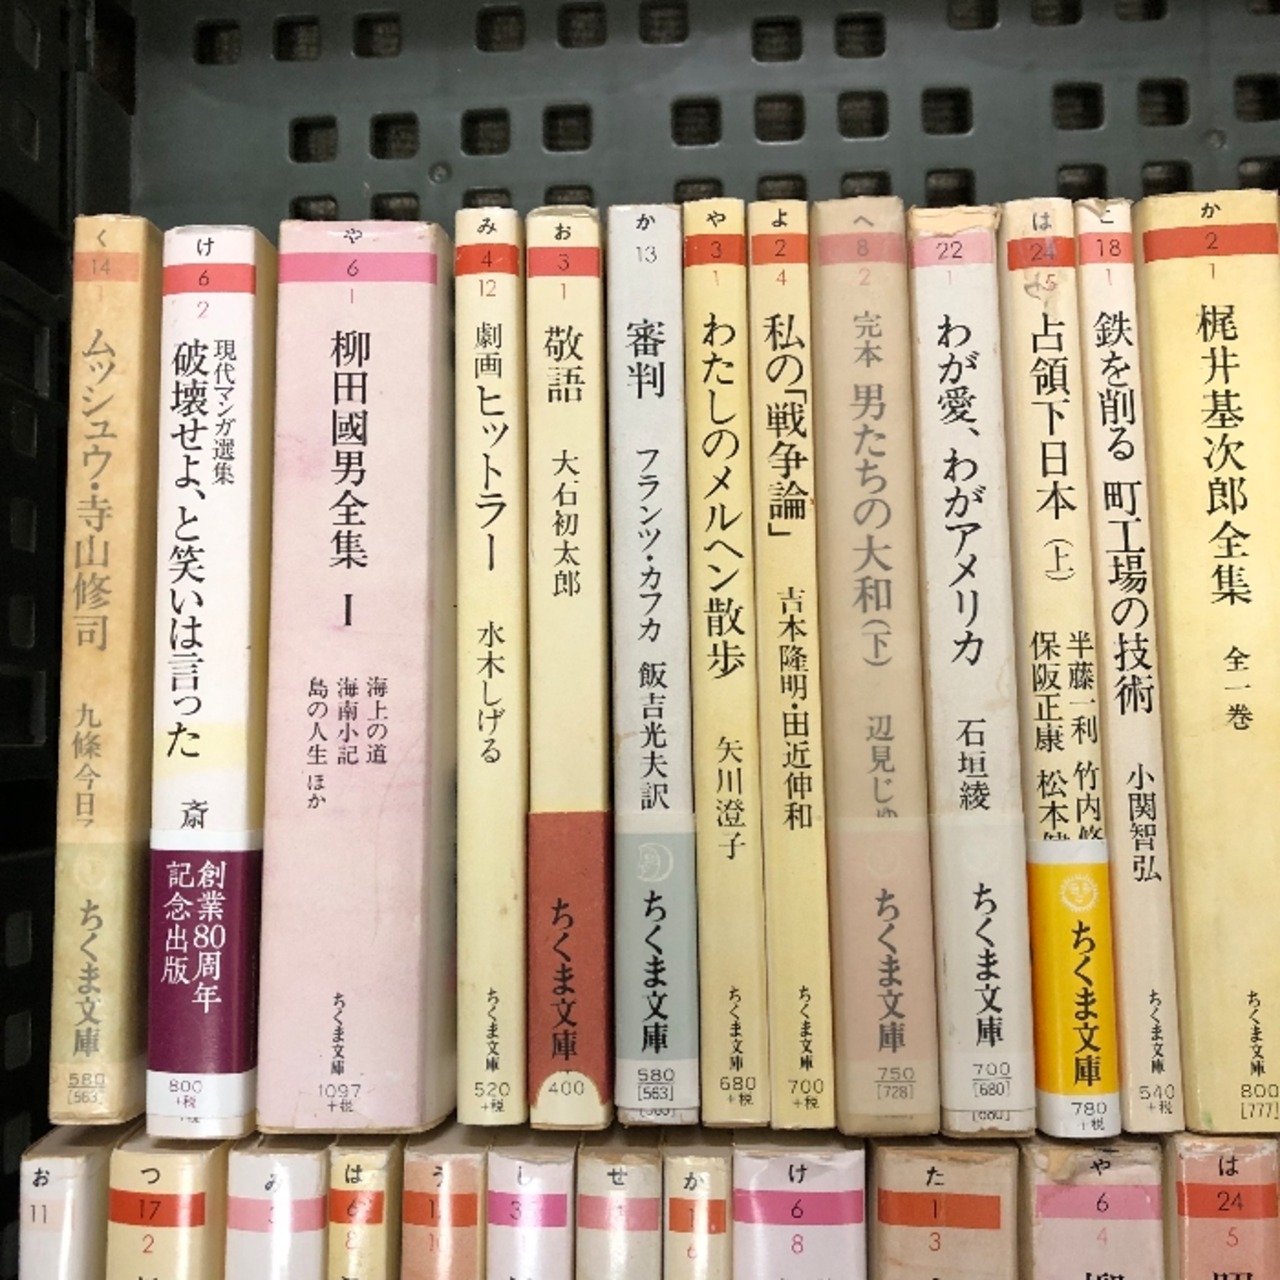 く
14
1
ムッシュウ・寺山修司
九條今日
ちくま文庫
580
[563]
け
6
2
現代マンガ選集
破壊せよ、と笑いは言った
斎
創業80周年
記念出版
800
+税
や
6
1
柳田國男全集 1
海上の道
海南小記
島の人生 ほか
ちくま文庫
1097
+税
み
4
12
劇画ヒットラー
水木しげる
ちくま文庫
520
+税
お
3
1
敬語
大石初太郎
ちくま文庫
400
か
13
審判
フランツ・カフカ
飯吉光夫訳
ちくま文庫
580
[563]
や
3
1
わたしのメルヘン散歩
矢川澄子
ちくま文庫
680
+税
よ
2
4
私の「戦争論」
吉本隆明・田近伸和
ちくま文庫
700
+税
へ
8
2
完本 男たちの大和(下)
辺見じゅ
ちくま文庫
750
[728]
22
1
わが愛、わがアメリカ
石垣綾
ちくま文庫
700
[680]
は
24
占領下日本(上)
半藤一利 竹内修
保阪正康 松本健
ちくま文庫
780
+税
こ
18
1
鉄を削る 町工場の技術
小関智弘
ちくま文庫
540
+税
か
2
1
梶井基次郎全集
全一巻
ちくま文庫
800
[777]
お
11
つ
17
2
み
は
6
8
う
し
3
1
せ
か
1
6
け
6
8
た
1
3
や
6
4
は
24
5